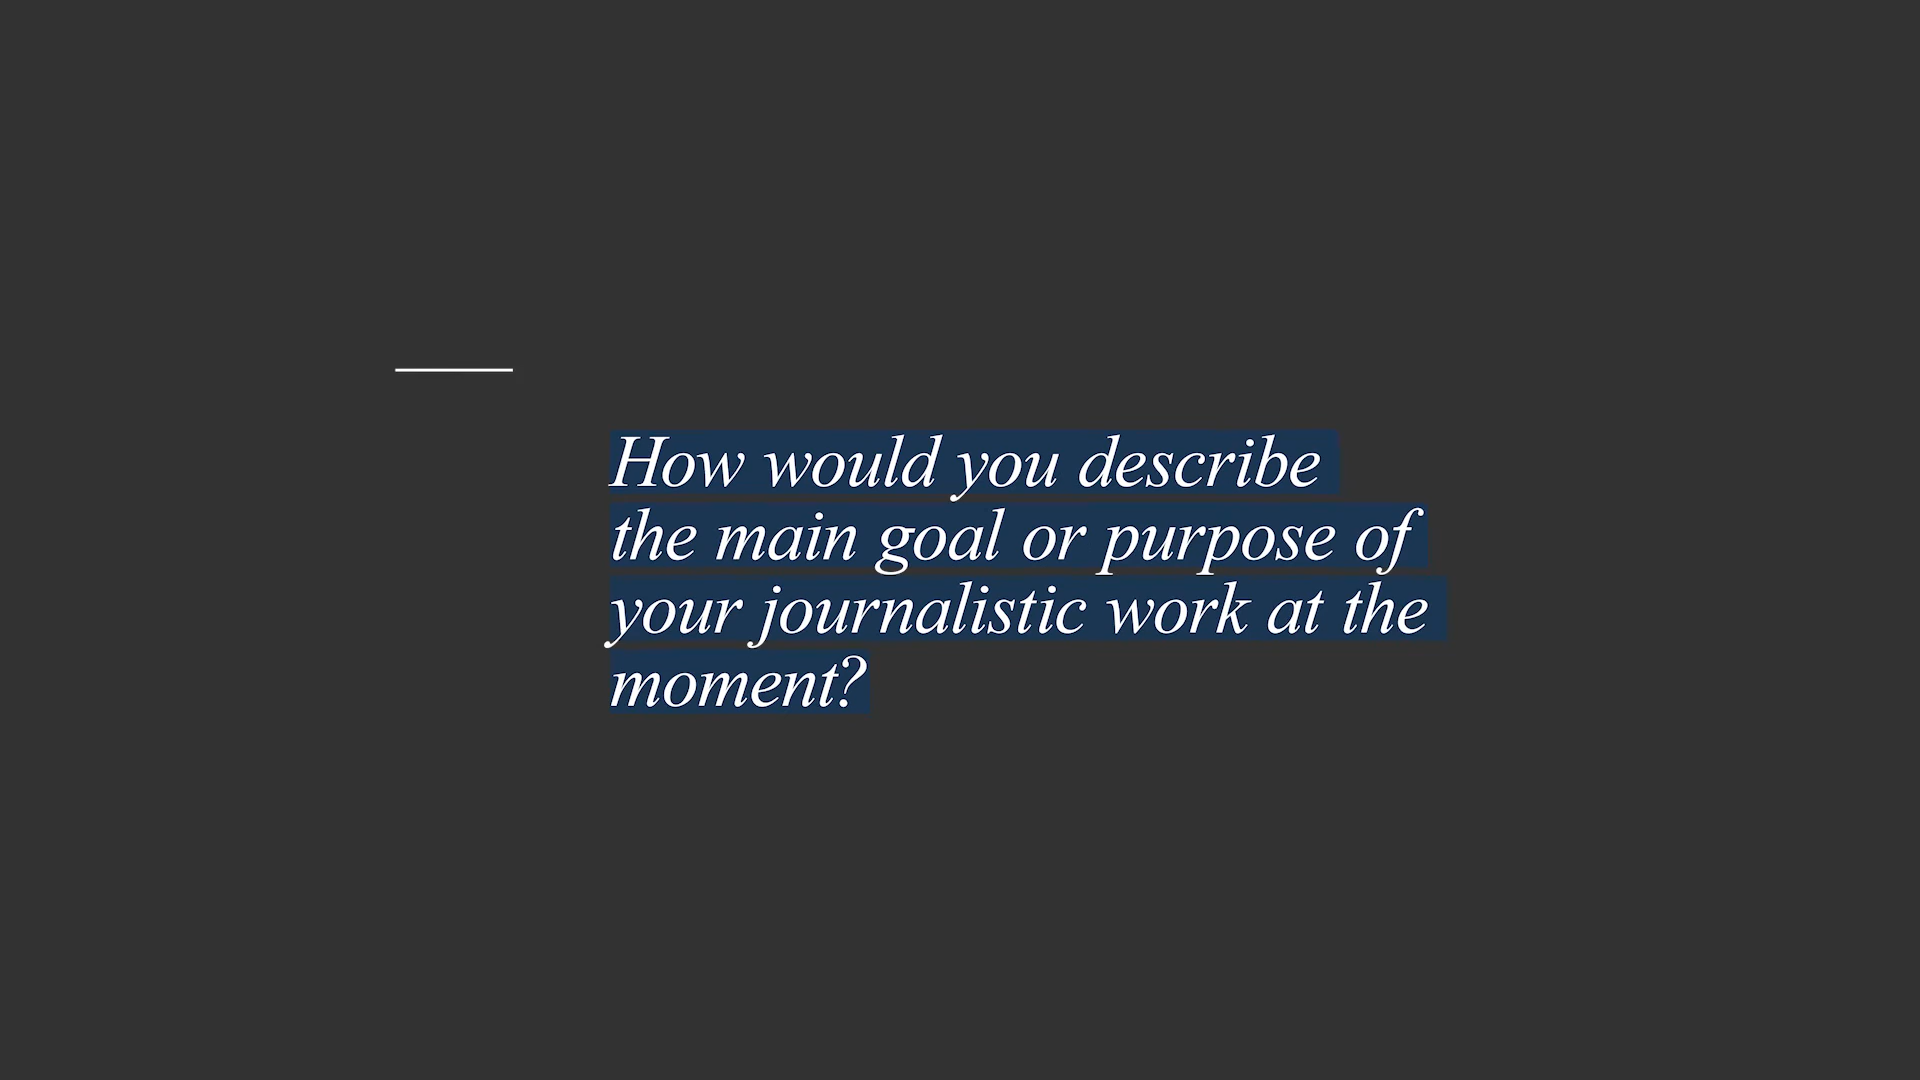 How would you describe
the main goal or purpose of
your journalistic work at the
moment?